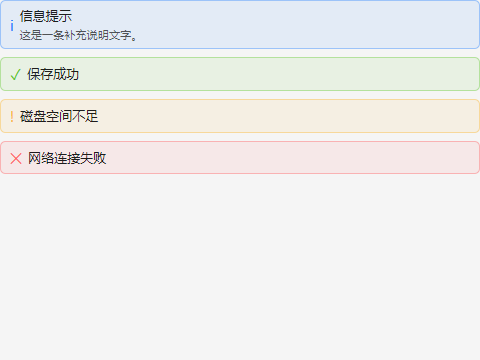 信息提示
这是一条补充说明文字。
保存成功
磁盘空间不足
网络连接失败